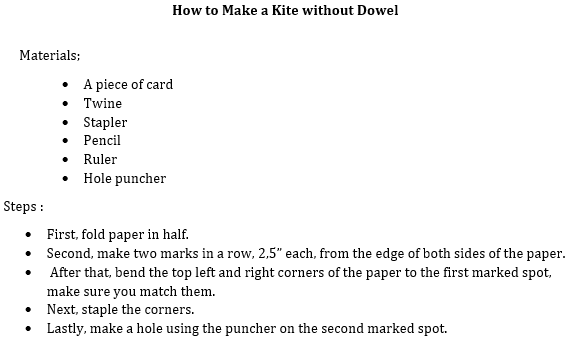 How to Make a Kite without Dowel
Materials;
• A piece of card
• Twine
• Stapler
• Pencil
• Ruler
• Hole puncher
Steps :
• First, fold paper in half.
• Second, make two marks in a row, 2,5” each, from the edge of both sides of the paper.
• After that, bend the top left and right corners of the paper to the first marked spot,
make sure you match them.
• Next, staple the corners.
• Lastly, make a hole using the puncher on the second marked spot.